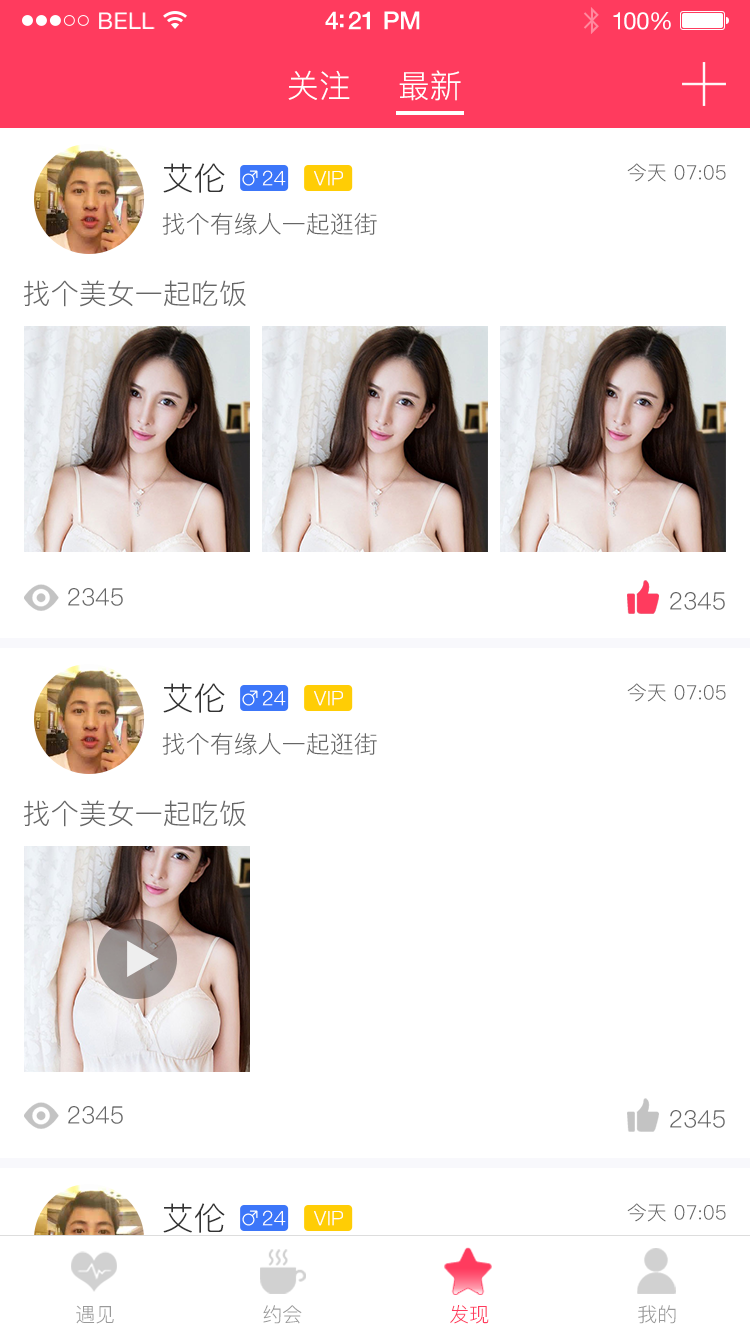 BELL 4:21 PM 100%
关注 最新
艾伦 ♂24 VIP 今天 07:05
找个有缘人一起逛街
找个美女一起吃饭
2345 2345
艾伦 ♂24 VIP 今天 07:05
找个有缘人一起逛街
找个美女一起吃饭
2345 2345
艾伦 ♂24 VIP 今天 07:05
遇见 约会 发现 我的